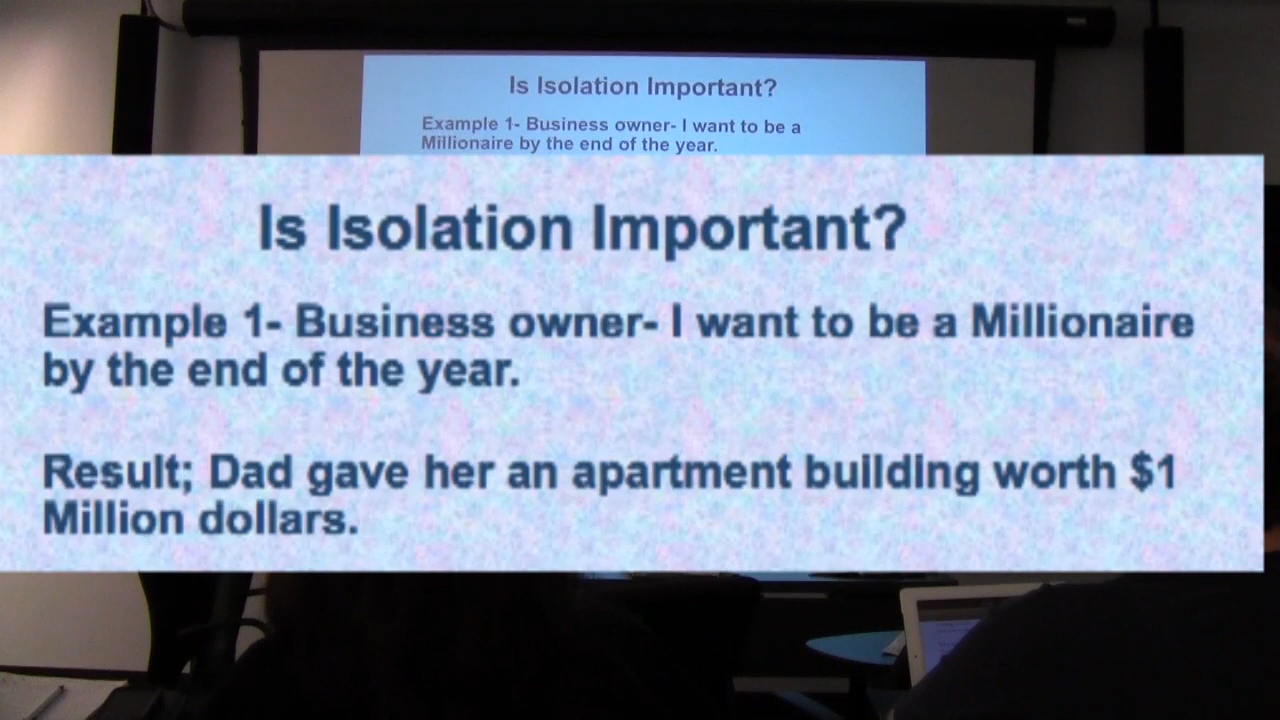 Is Isolation Important?
Example 1- Business owner- I want to be a
Millionaire by the end of the year.
Is Isolation Important?
Example 1- Business owner- I want to be a Millionaire
by the end of the year.
Result; Dad gave her an apartment building worth $1
Million dollars.